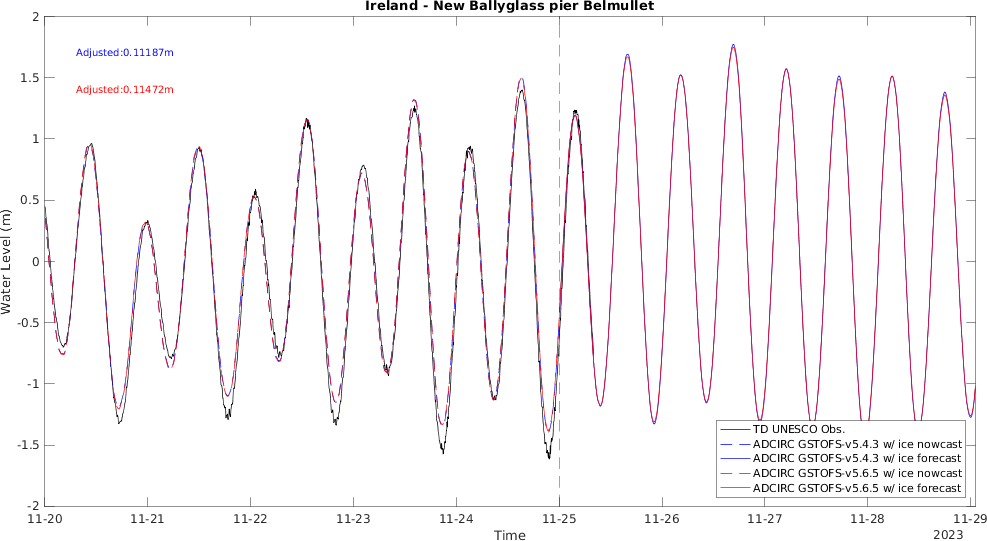 Ireland - New Ballyglass pier Belmullet
Adjusted:0.11187m
Adjusted:0.11472m
Water Level (m)
2
1.5
1
0.5
0
-0.5
-1
-1.5
-2
TD UNESCO Obs.
ADCIRC GSTOFS-v5.4.3 w/ ice nowcast
ADCIRC GSTOFS-v5.4.3 w/ ice forecast
ADCIRC GSTOFS-v5.6.5 w/ ice nowcast
ADCIRC GSTOFS-v5.6.5 w/ ice forecast
11-20 11-21 11-22 11-23 11-24 11-25 11-26 11-27 11-28 11-29
Time
2023